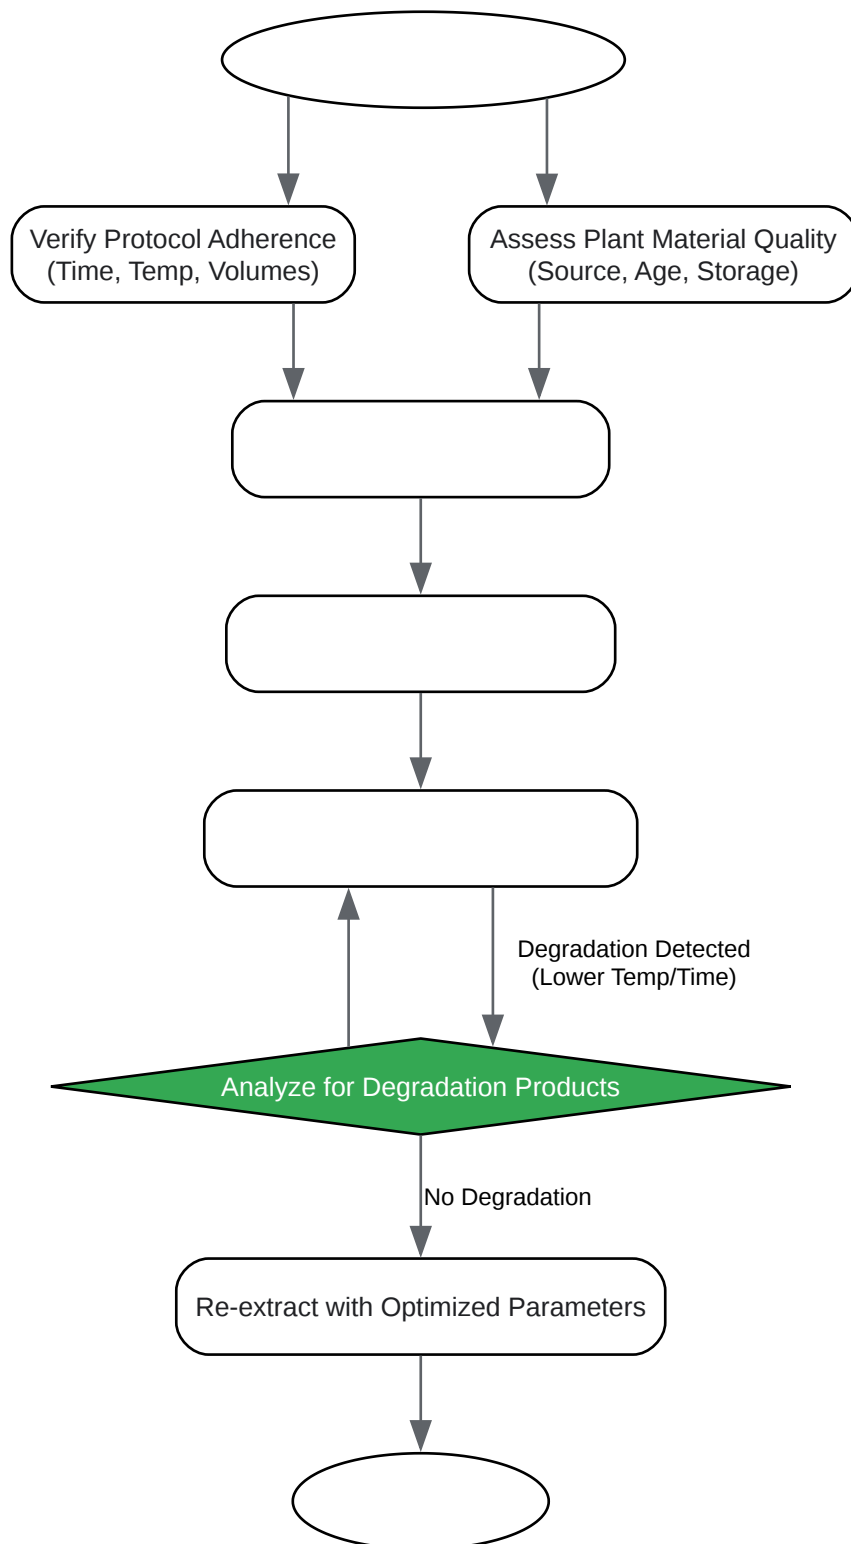 Verify Protocol Adherence
(Time, Temp, Volumes)
Assess Plant Material Quality
(Source, Age, Storage)
Degradation Detected
(Lower Temp/Time)
Analyze for Degradation Products
No Degradation
Re-extract with Optimized Parameters